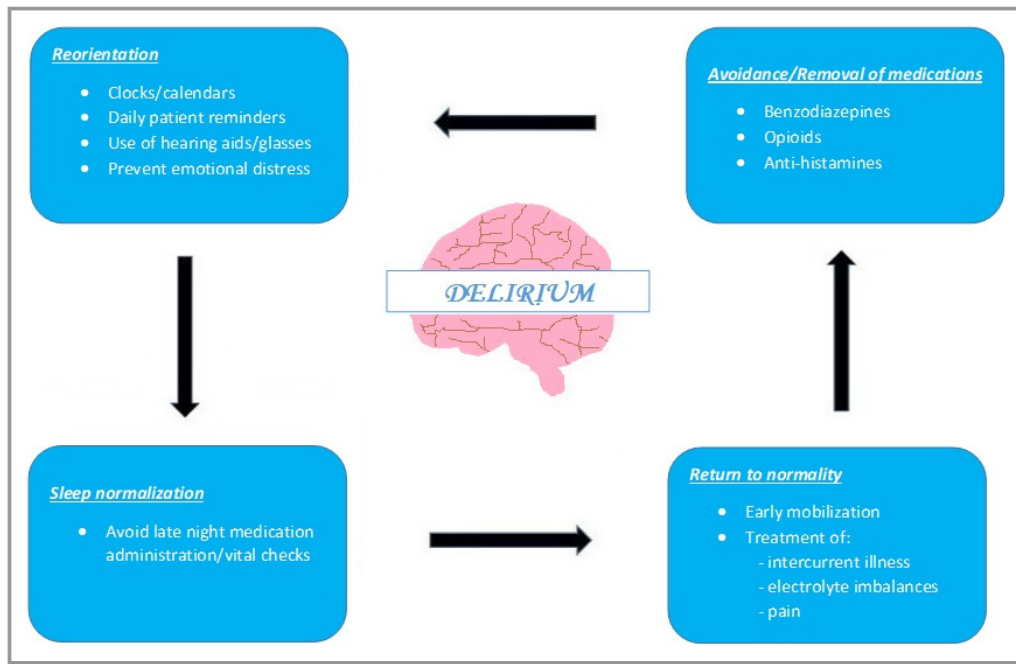 Reorientation
• Clocks/calendars
• Daily patient reminders
• Use of hearing aids/glasses
• Prevent emotional distress
Avoidance/Removal of medications
• Benzodiazepines
• Opioids
• Anti-histamines
DELIRIUM
Sleep normalization
• Avoid late night medication
administration/vital checks
Return to normality
• Early mobilization
• Treatment of:
- intercurrent illness
- electrolyte imbalances
- pain